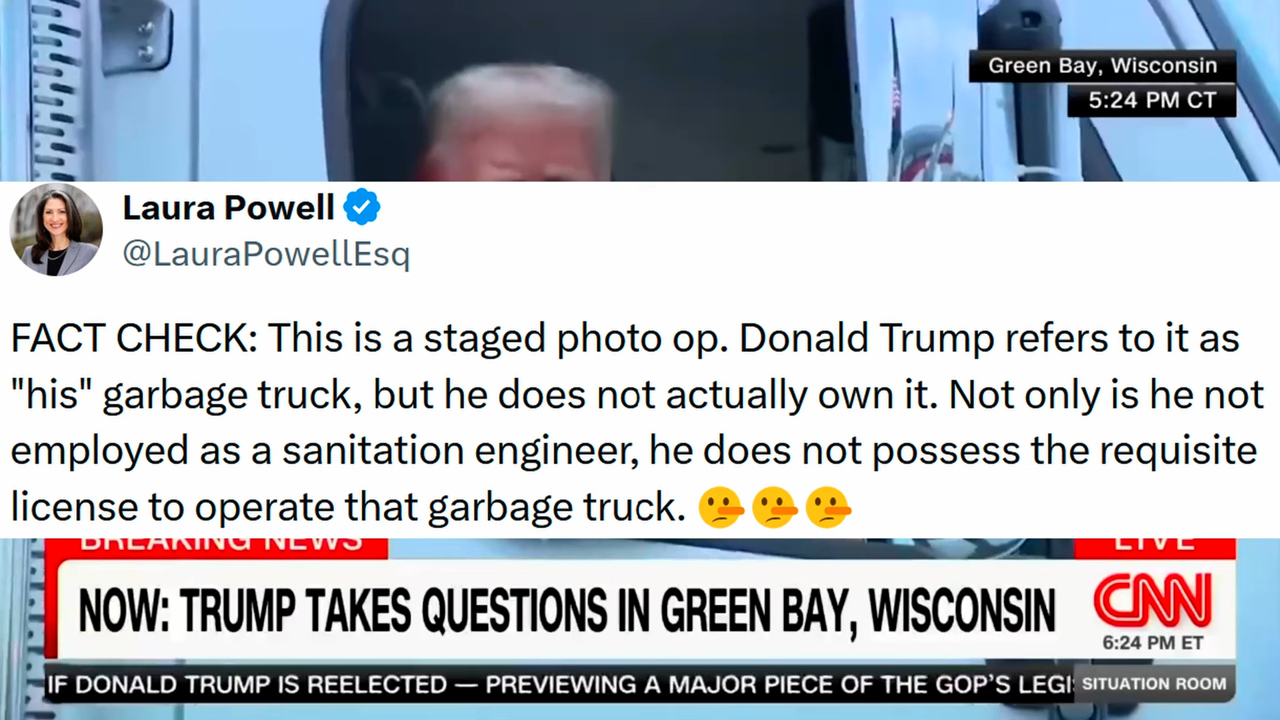 Green Bay, Wisconsin
5:24 PM CT
Laura Powell
@LauraPowellEsq
FACT CHECK: This is a staged photo op. Donald Trump refers to it as
"his" garbage truck, but he does not actually own it. Not only is he not
employed as a sanitation engineer, he does not possess the requisite
license to operate that garbage truck. 🤥🤥🤥
BREAKING NEWS
LIVE
NOW: TRUMP TAKES QUESTIONS IN GREEN BAY, WISCONSIN
CNN
6:24 PM ET
IF DONALD TRUMP IS REELECTED — PREVIEWING A MAJOR PIECE OF THE GOP'S LEGI
SITUATION ROOM